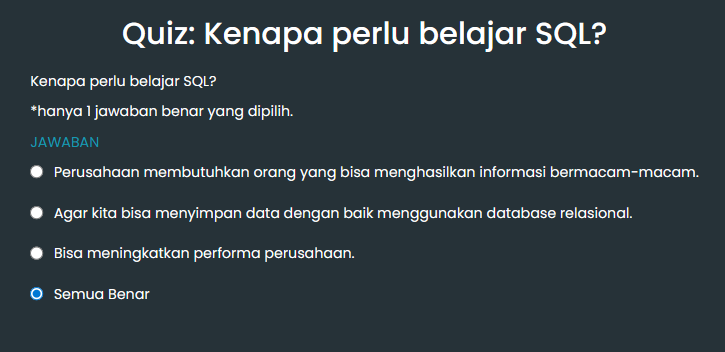 Quiz: Kenapa perlu belajar SQL?
Kenapa perlu belajar SQL?
*hanya 1 jawaban benar yang dipilih.
JAWABAN
Perusahaan membutuhkan orang yang bisa menghasilkan informasi bermacam-macam.
Agar kita bisa menyimpan data dengan baik menggunakan database relasional.
Bisa meningkatkan performa perusahaan.
Semua Benar